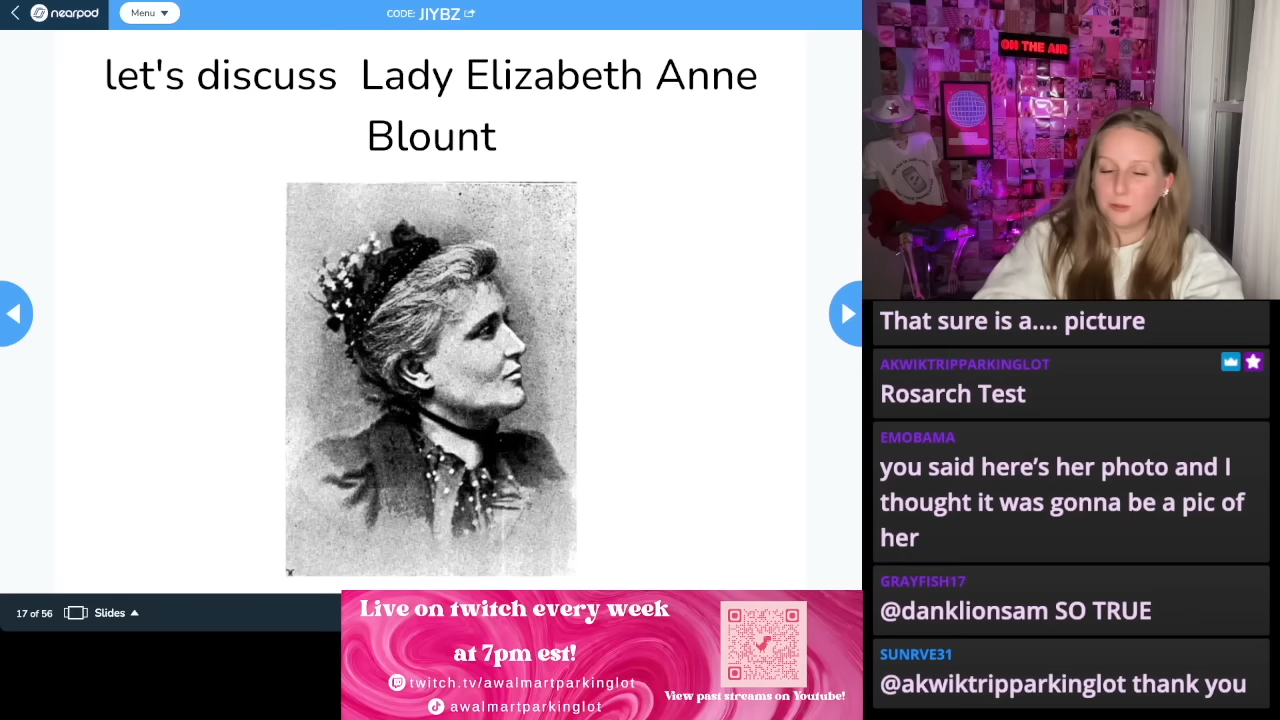 nearpod
Menu
CODE: JIYBZ
let's discuss Lady Elizabeth Anne
Blount
17 of 56
Slides
Live on twitch every week
at 7pm est!
twitch.tv/awalmartparkinglot
awalmartparkinglot
View past streams on Youtube!
ON THE AIR
That sure is a.... picture
AKWIKTRIPPARKINGLOT
Rosarch Test
EMOBAMA
you said here’s her photo and I
thought it was gonna be a pic of
her
GRAYFISH17
@danklionsam SO TRUE
SUNRVE31
@akwiktripparkinglot thank you